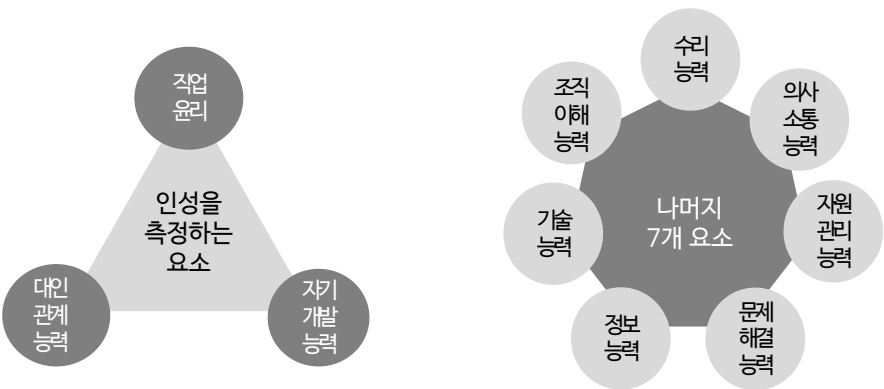 직업
윤리
인성을
측정하는
요소
대인
관계
능력
자기
개발
능력
수리
능력
의사
소통
능력
자원
관리
능력
문제
해결
능력
정보
능력
기술
능력
조직
이해
능력
나머지
7개 요소